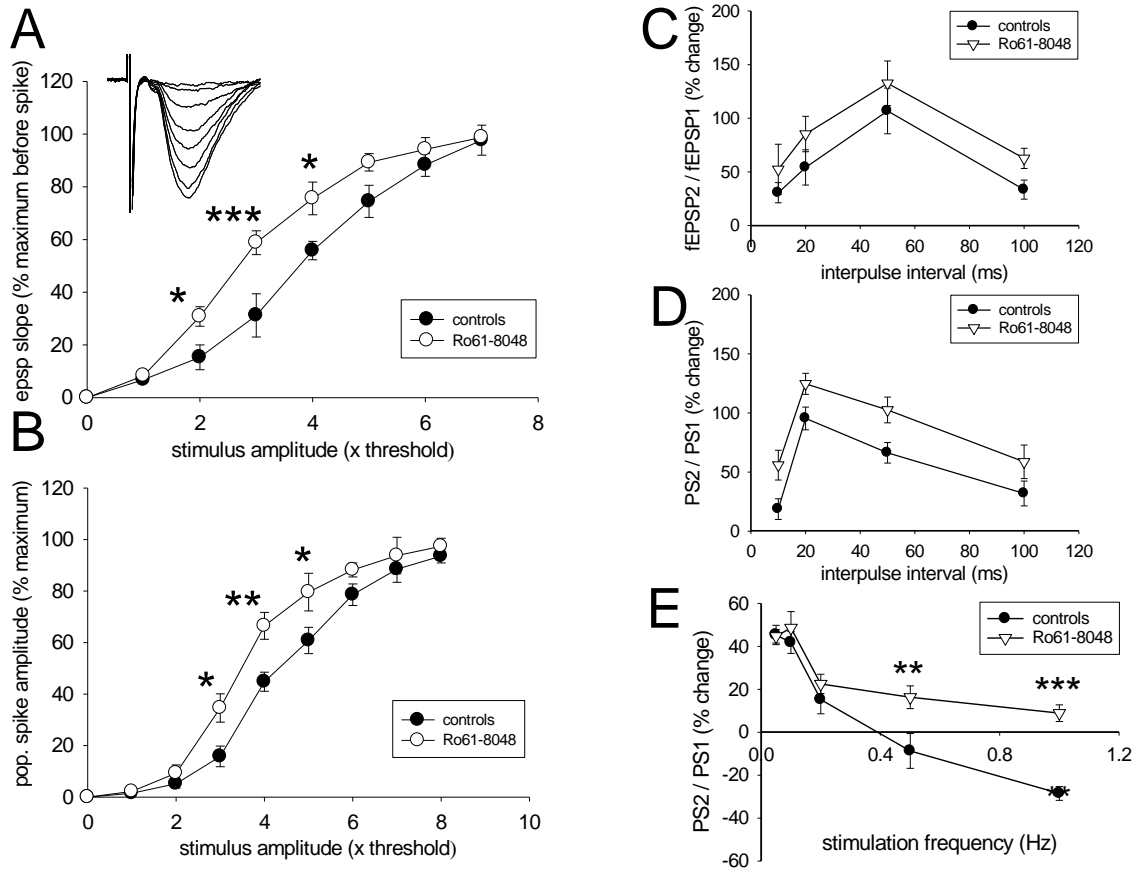 A
120
100
80
60
40
20
0
epsp slope (% maximum before spike)
*
***
*
controls
Ro61-8048
0 2 4 6 8
stimulus amplitude (x threshold)
B
120
100
80
60
40
20
0
pop. spike amplitude (% maximum)
*
**
*
controls
Ro61-8048
0 2 4 6 8 10
stimulus amplitude (x threshold)
C
200
150
100
50
0
fEPSP2 / fEPSP1 (% change)
controls
Ro61-8048
0 20 40 60 80 100 120
interpulse interval (ms)
D
200
150
100
50
0
PS2 / PS1 (% change)
controls
Ro61-8048
0 20 40 60 80 100 120
interpulse interval (ms)
E
60
40
20
0
-20
-40
-60
PS2 / PS1 (% change)
controls
Ro61-8048
**
***
0.0 0.4 0.8 1.2
**
stimulation frequency (Hz)